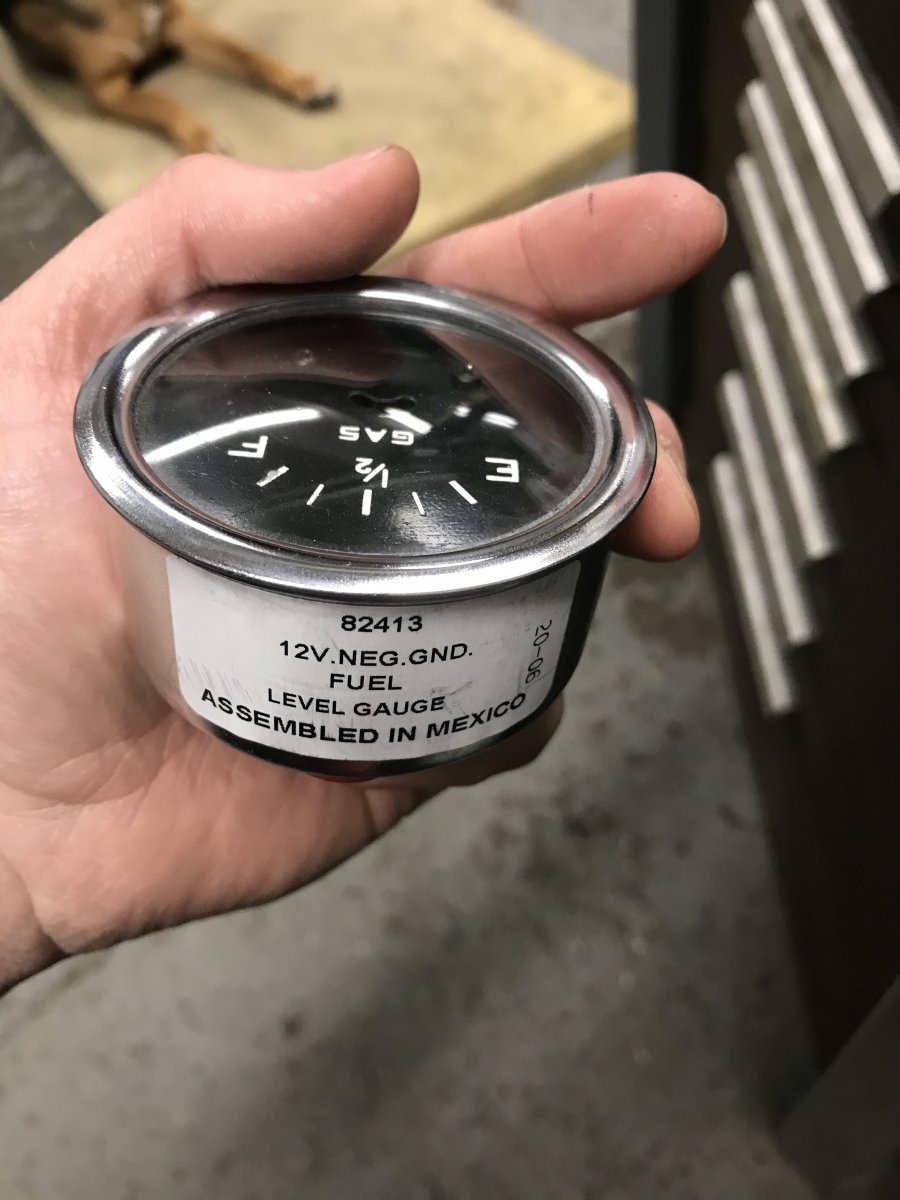 E
1/2
F
GAS
82413
12V.NEG.GND.
FUEL
LEVEL GAUGE
ASSEMBLED IN MEXICO
20-06